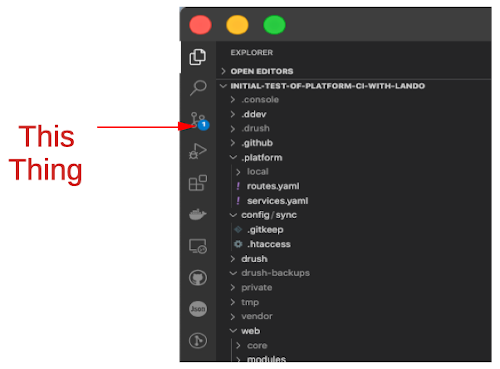 EXPLORER
OPEN EDITORS
INITIAL-TEST-OF-PLATFORM-CI-WITH-LANDO
.console
.ddev
.drush
.github
.platform
local
! routes.yaml
! services.yaml
config / sync
.gitkeep
.htaccess
drush
drush-backups
private
tmp
vendor
web
core
modules
1
Json
This
Thing